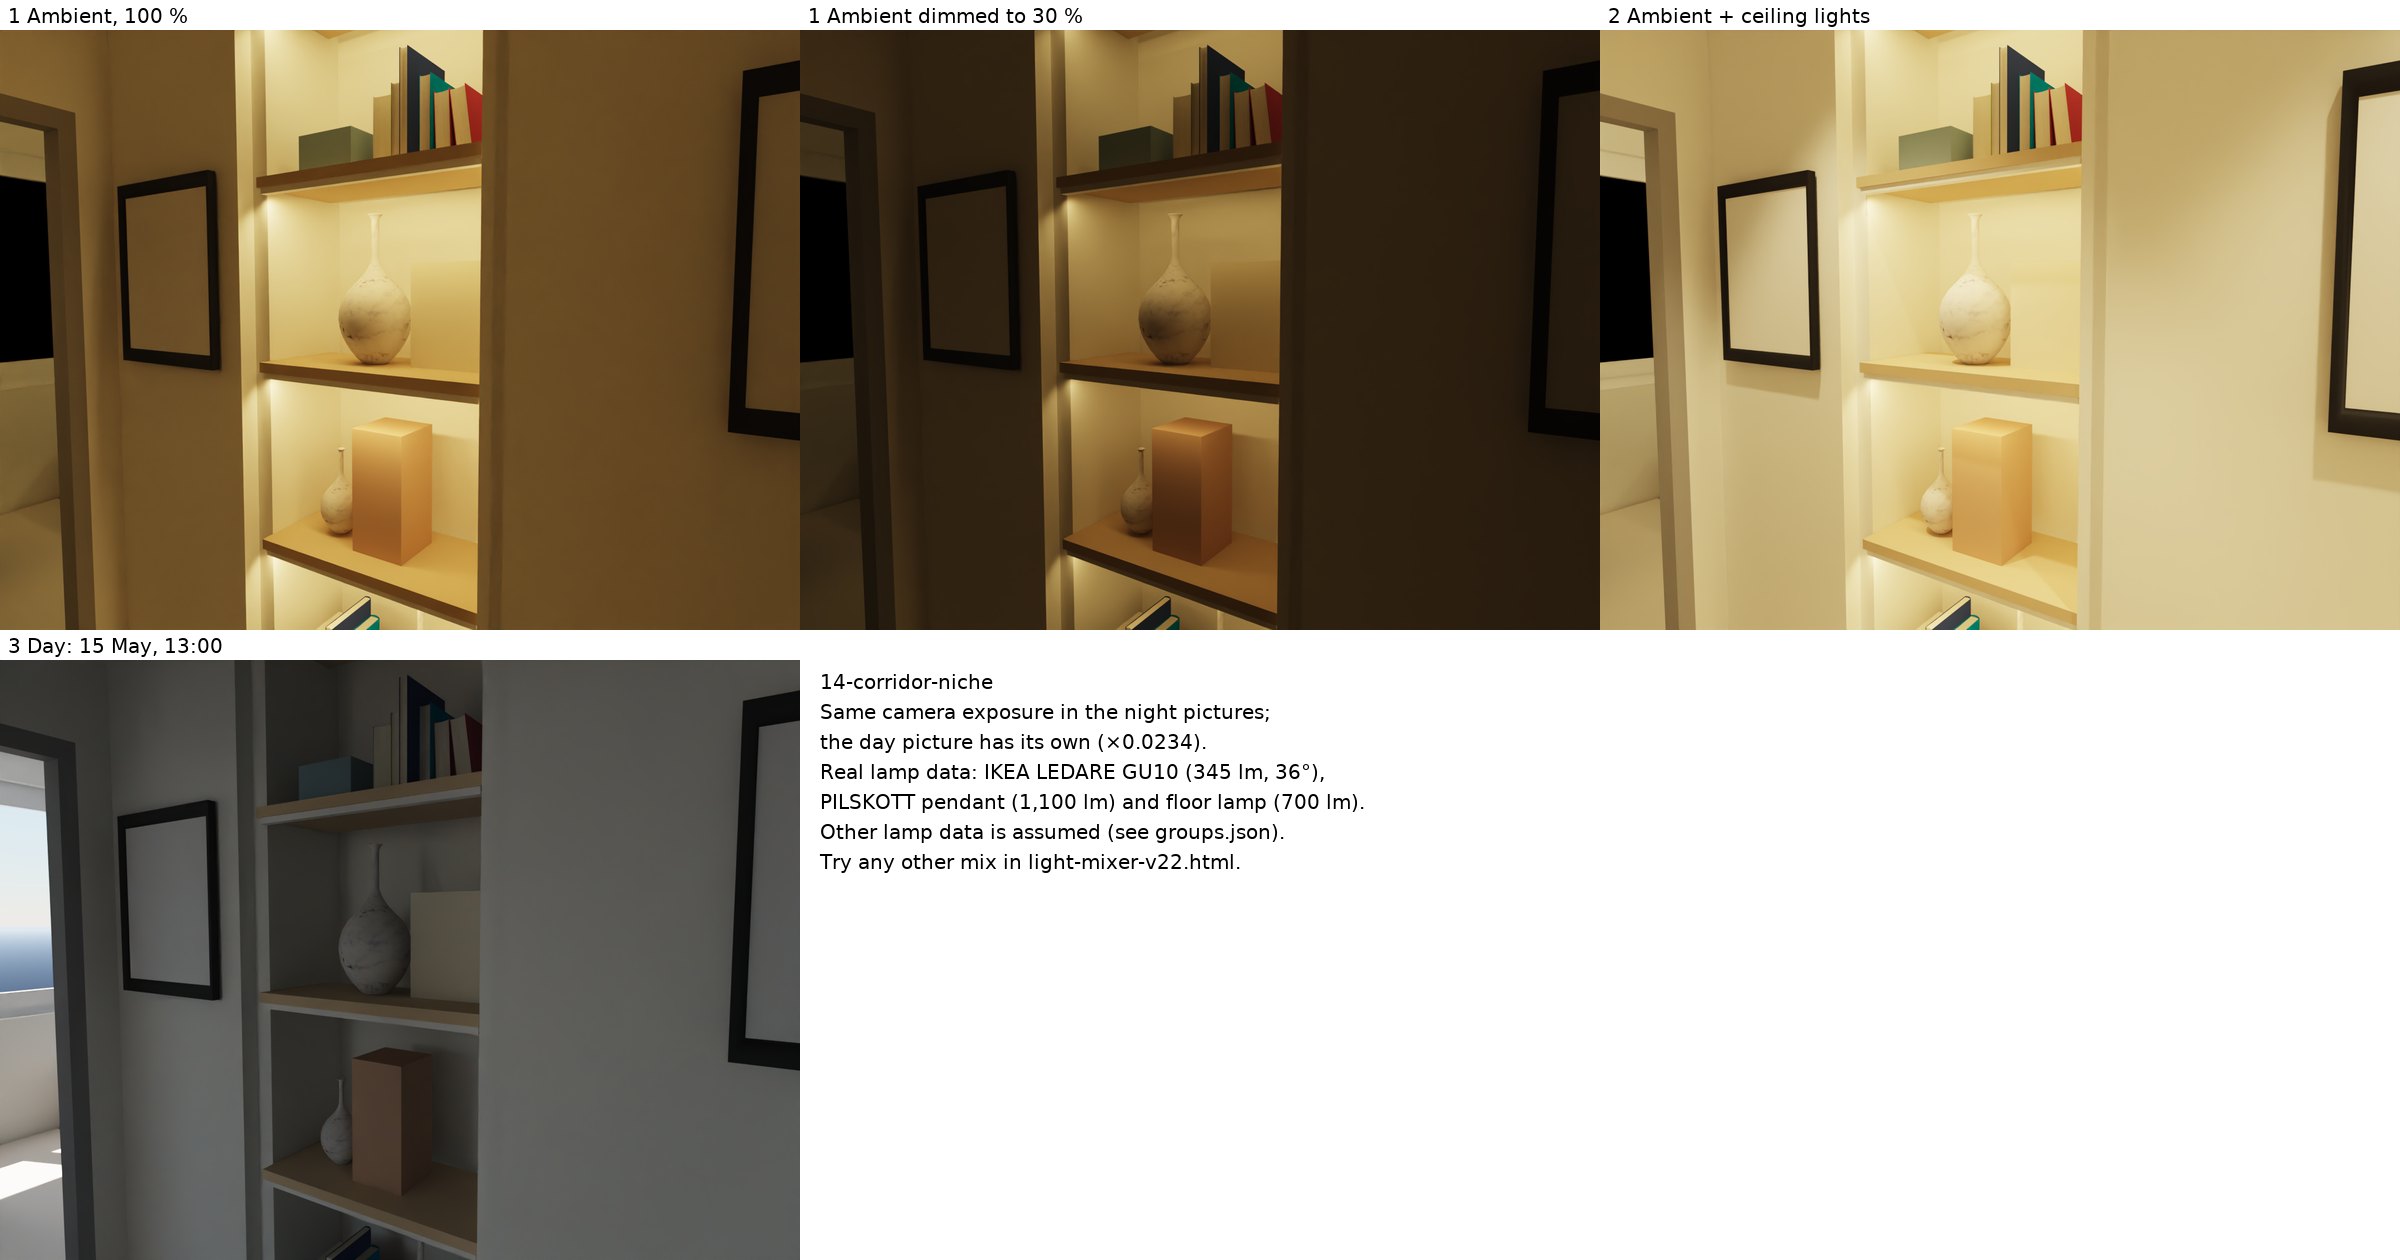 1 Ambient, 100 %
1 Ambient dimmed to 30 %
2 Ambient + ceiling lights
3 Day: 15 May, 13:00
14-corridor-niche
Same camera exposure in the night pictures;
the day picture has its own (×0.0234).
Real lamp data: IKEA LEDARE GU10 (345 lm, 36°),
PILSKOTT pendant (1,100 lm) and floor lamp (700 lm).
Other lamp data is assumed (see groups.json).
Try any other mix in light-mixer-v22.html.